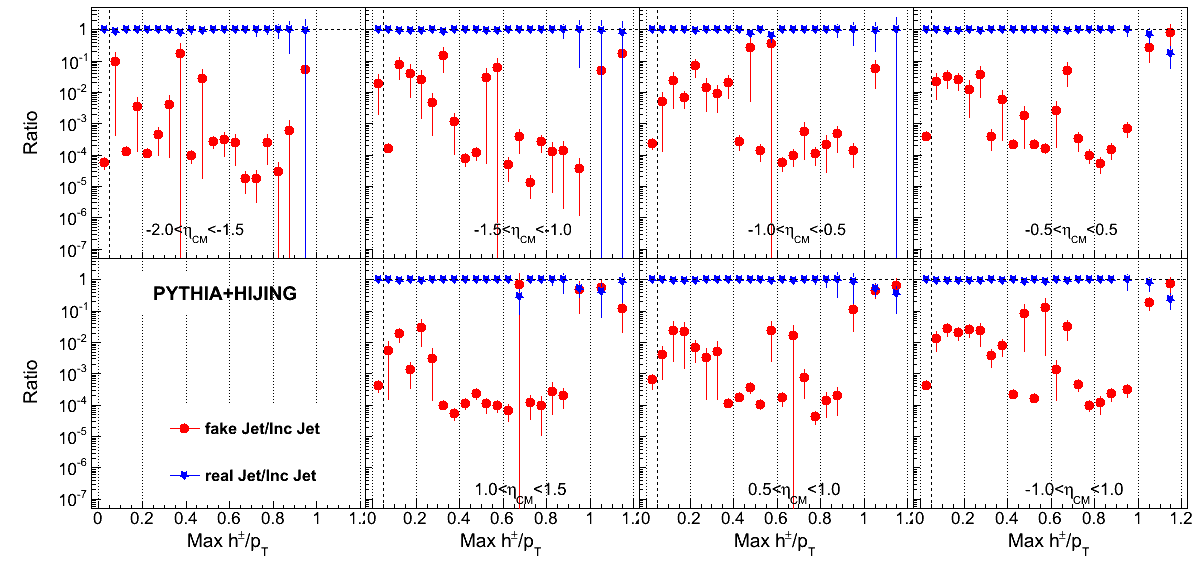 1
10⁻¹
10⁻²
10⁻³
10⁻⁴
10⁻⁵
10⁻⁶
10⁻⁷
Ratio
-2.0<η_CM<-1.5
-1.5<η_CM<-1.0
-1.0<η_CM<-0.5
-0.5<η_CM<0.5
1
10⁻¹
10⁻²
10⁻³
10⁻⁴
10⁻⁵
10⁻⁶
10⁻⁷
Ratio
PYTHIA+HIJING
fake Jet/Inc Jet
real Jet/Inc Jet
1.0<η_CM<1.5
0.5<η_CM<1.0
-1.0<η_CM<1.0
0 0.2 0.4 0.6 0.8 1 0.2 0.4 0.6 0.8 1 0.2 0.4 0.6 0.8 1 0.2 0.4 0.6 0.8 1 1.2
Max h±/p_T Max h±/p_T Max h±/p_T Max h±/p_T